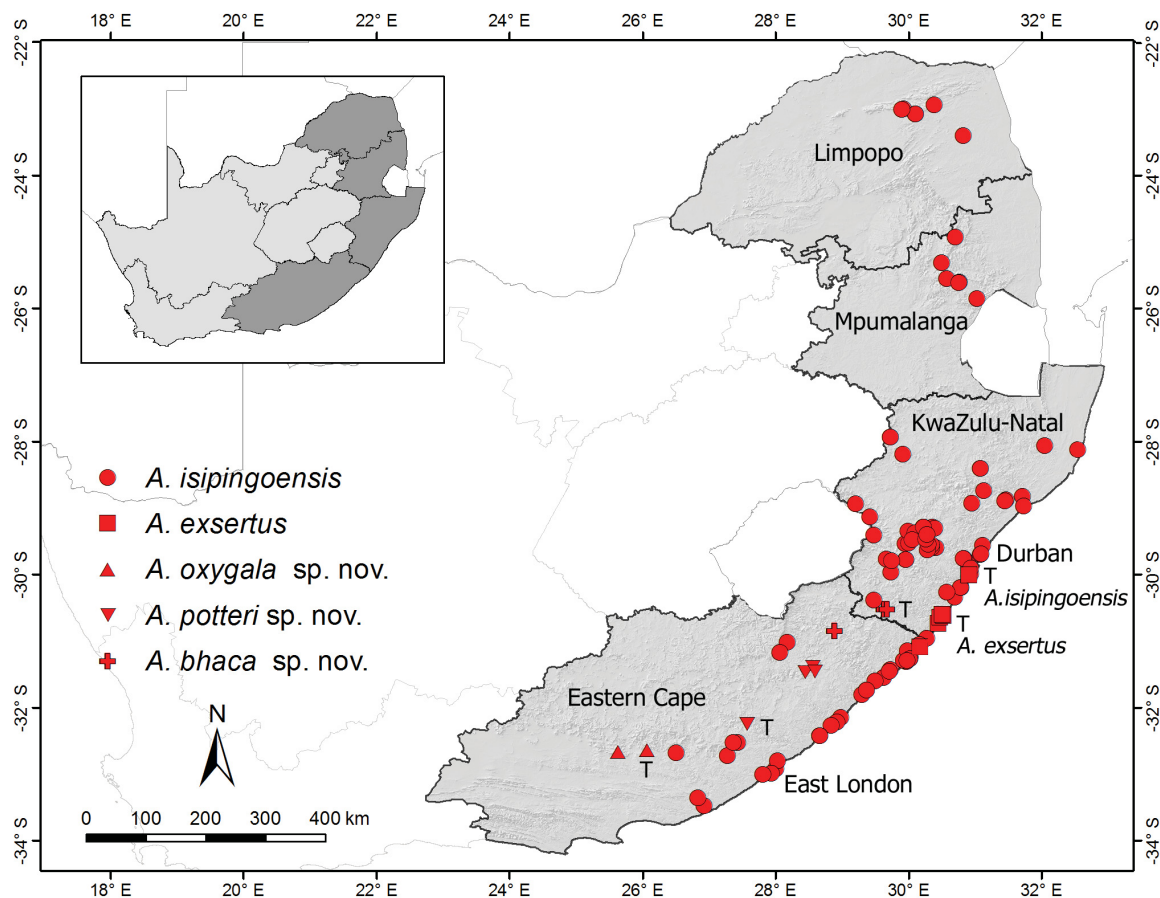 18° E 20° E 22° E 24° E 26° E 28° E 30° E 32° E
-22° S -22° S
-24° S -24° S
-26° S -26° S
-28° S -28° S
-30° S -30° S
-32° S -32° S
-34° S -34° S
Limpopo
Mpumalanga
KwaZulu-Natal
A. isipingoensis
A. exsertus
A. oxygala sp. nov.
A. potteri sp. nov.
A. bhaca sp. nov.
Durban
T
A.isipingoensis
T
T
A. exsertus
Eastern Cape
T
T
East London
N
0 100 200 300 400 km
18° E 20° E 22° E 24° E 26° E 28° E 30° E 32° E